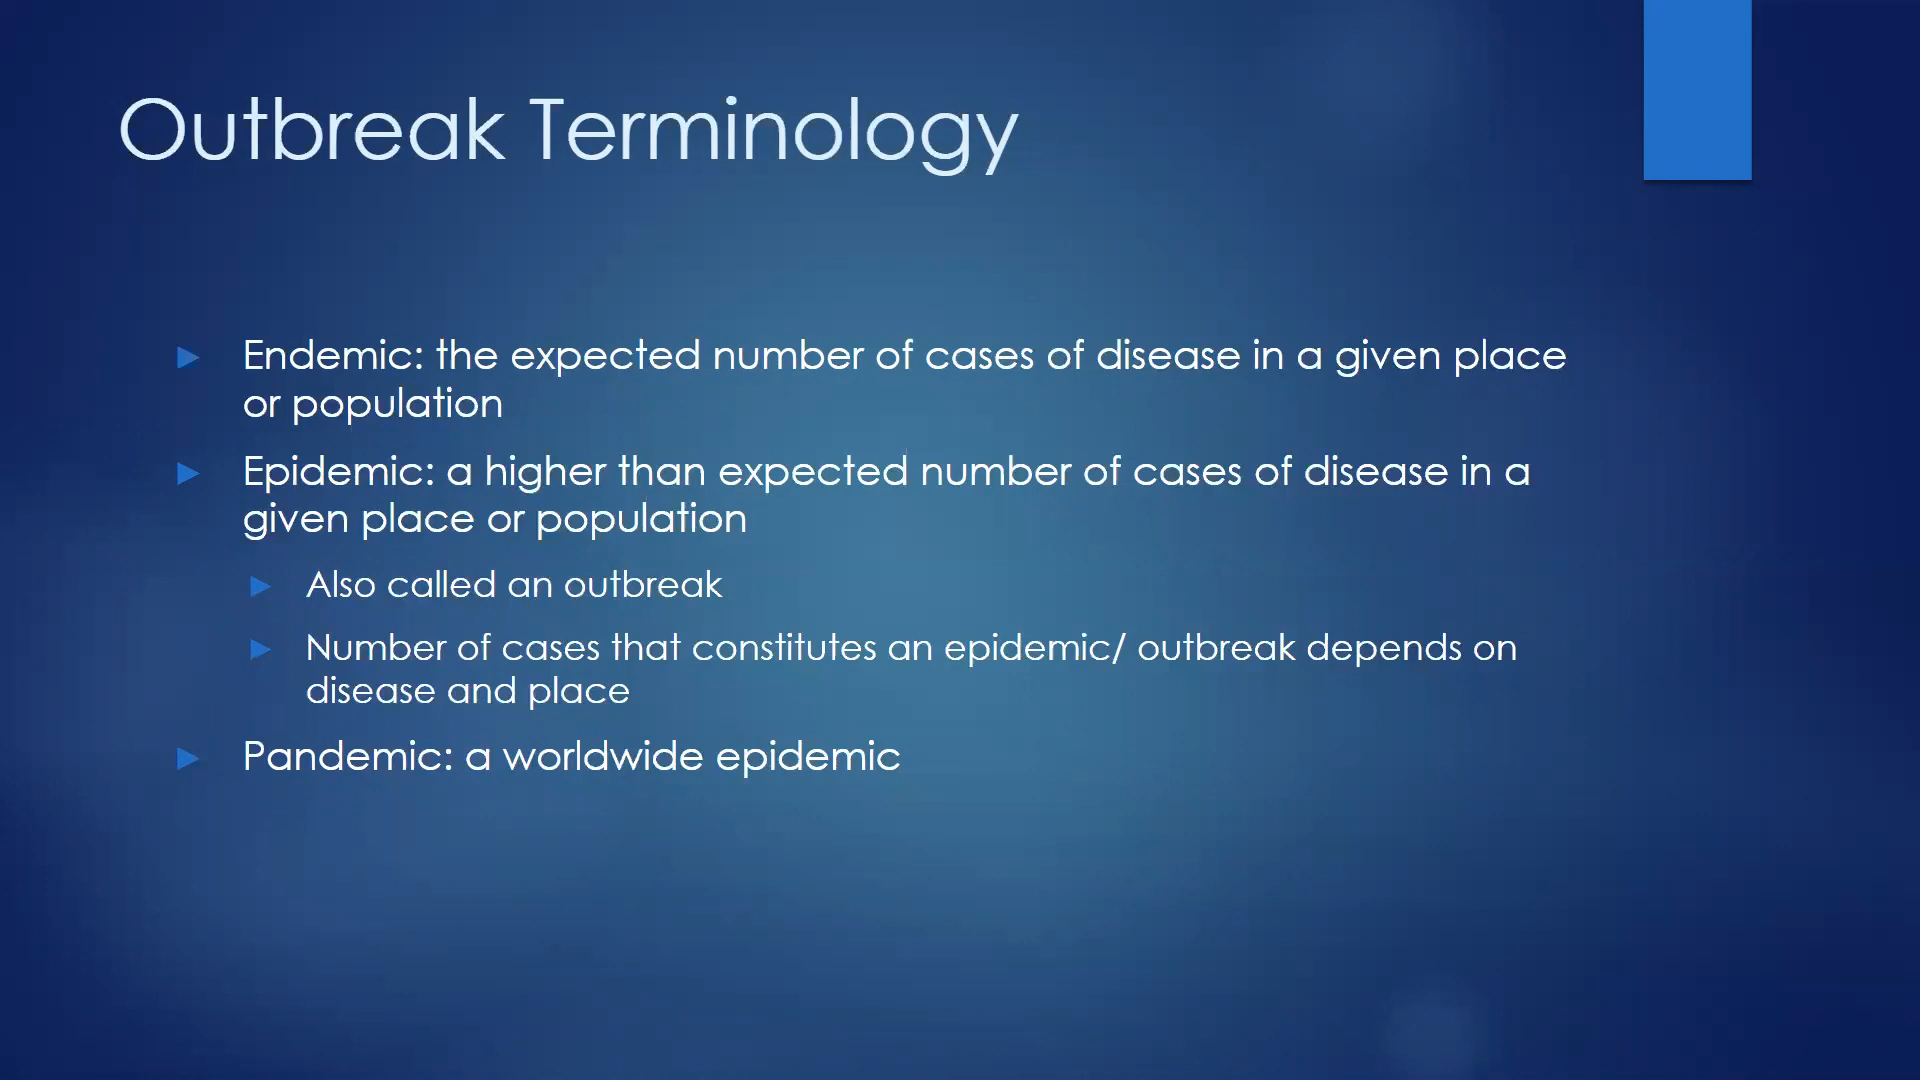 Outbreak Terminology
Endemic: the expected number of cases of disease in a given place
or population
Epidemic: a higher than expected number of cases of disease in a
given place or population
Also called an outbreak
Number of cases that constitutes an epidemic/ outbreak depends on
disease and place
Pandemic: a worldwide epidemic